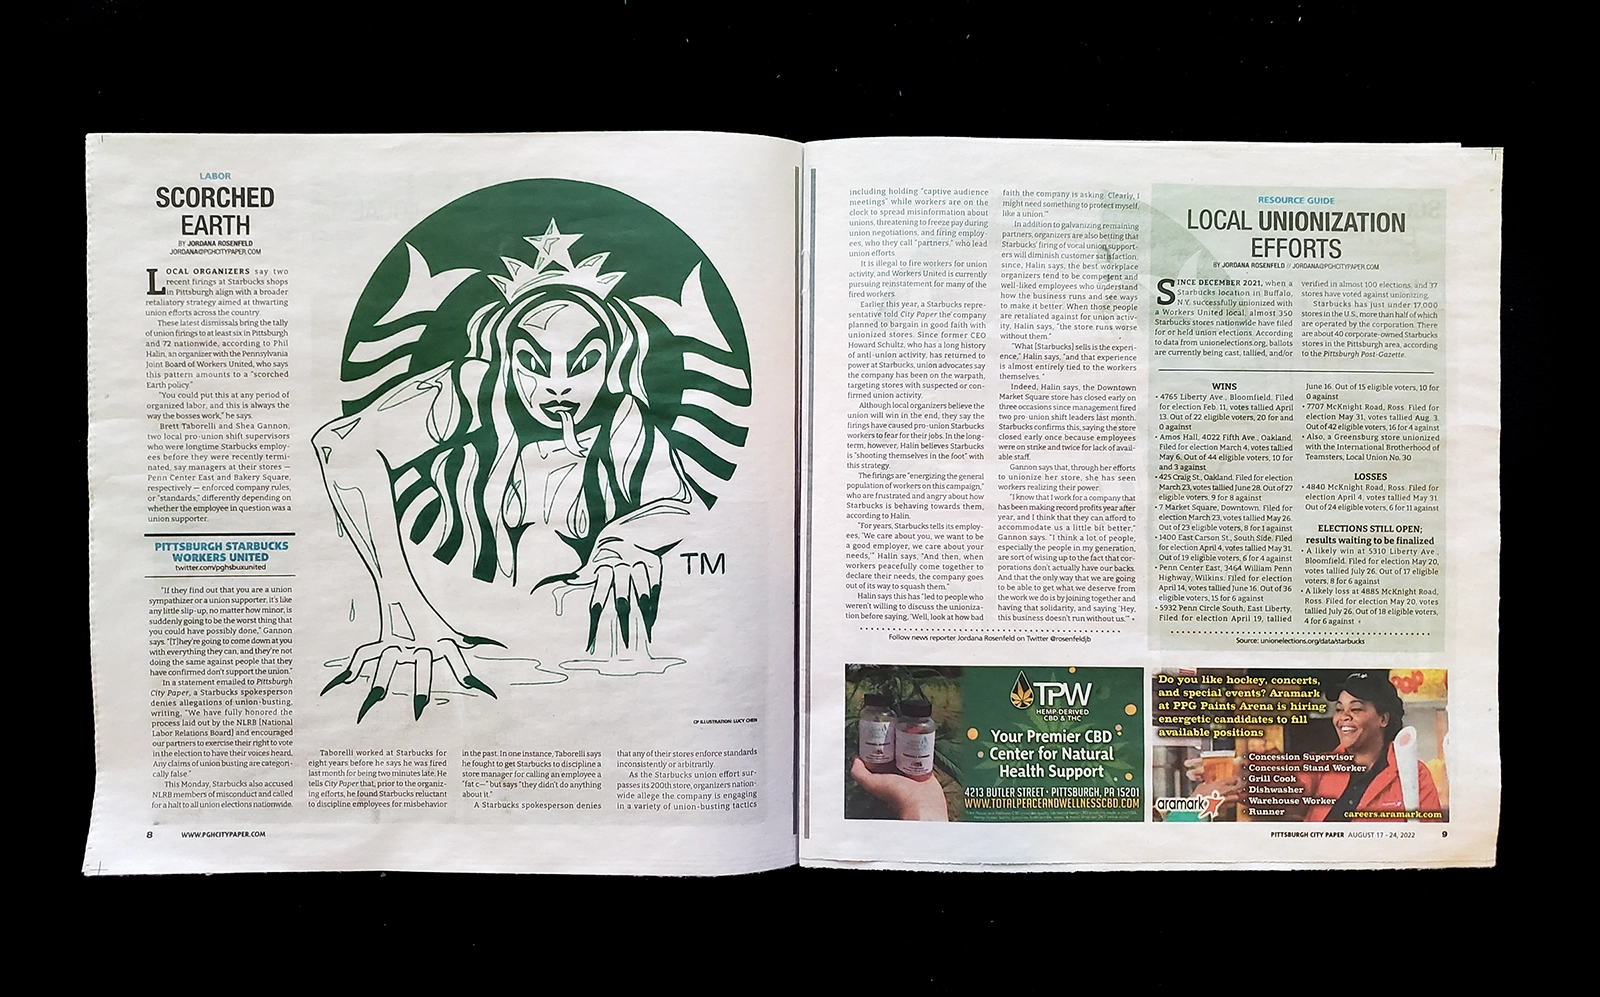 LABOR
SCORCHED
EARTH
BY JORDANA ROSENFELD
JORDANA@PGHCITYPAPER.COM
LOCAL ORGANIZERS say two
recent firings at Starbucks shops
in Pittsburgh align with a broader
retaliatory strategy aimed at thwarting
union efforts across the country.
These latest dismissals bring the tally
of union firings to at least six in Pittsburgh
and 72 nationwide, according to Phil
Halin, an organizer with the Pennsylvania
Joint Board of Workers United, who says
this pattern amounts to a "scorched
Earth policy."
"You could put this at any period of
organized labor, and this is always the
way the bosses work," he says.
Brett Taborelli and Shea Gannon,
two local pro-union shift supervisors
who were longtime Starbucks employ-
ees before they were recently termi-
nated, say managers at their stores —
Penn Center East and Bakery Square,
respectively — enforced company rules,
or "standards," differently depending on
whether the employee in question was a
union supporter.
PITTSBURGH STARBUCKS
WORKERS UNITED
twitter.com/pghsbuxunited
"If they find out that you are a union
sympathizer or a union supporter, it's like
any little slip-up, no matter how minor, is
suddenly going to be the worst thing that
you could have possibly done," Gannon
says. "[T]hey're going to come down at you
with everything they can, and they're not
doing the same against people that they
have confirmed don't support the union."
In a statement emailed to Pittsburgh
City Paper, a Starbucks spokesperson
denies allegations of union-busting,
writing, "We have fully honored the
process laid out by the NLRB [National
Labor Relations Board] and encouraged
our partners to exercise their right to vote
in the election to have their voices heard.
Any claims of union busting are categori-
cally false."
This Monday, Starbucks also accused
NLRB members of misconduct and called
for a halt to all union elections nationwide.
TM
CP ILLUSTRATION: LUCY CHEN
Taborelli worked at Starbucks for
eight years before he says he was fired
last month for being two minutes late. He
tells City Paper that, prior to the organiz-
ing efforts, he found Starbucks reluctant
to discipline employees for misbehavior
in the past. In one instance, Taborelli says
he fought to get Starbucks to discipline a
store manager for calling an employee a
"fat c—" but says "they didn't do anything
about it."
A Starbucks spokesperson denies
that any of their stores enforce standards
inconsistently or arbitrarily.
As the Starbucks union effort sur-
passes its 200th store, organizers nation-
wide allege the company is engaging
in a variety of union-busting tactics
8 WWW.PGHCITYPAPER.COM
including holding "captive audience
meetings" while workers are on the
clock to spread misinformation about
unions, threatening to freeze pay during
union negotiations, and firing employ-
ees, who they call "partners," who lead
union efforts.
It is illegal to fire workers for union
activity, and Workers United is currently
pursuing reinstatement for many of the
fired workers.
Earlier this year, a Starbucks repre-
sentative told City Paper the company
planned to bargain in good faith with
unionized stores. Since former CEO
Howard Schultz, who has a long history
of anti-union activity, has returned to
power at Starbucks, union advocates say
the company has been on the warpath,
targeting stores with suspected or con-
firmed union activity.
Although local organizers believe the
union will win in the end, they say the
firings have caused pro-union Starbucks
workers to fear for their jobs. In the long-
term, however, Halin believes Starbucks
is "shooting themselves in the foot" with
this strategy.
The firings are "energizing the general
population of workers on this campaign,"
who are frustrated and angry about how
Starbucks is behaving towards them,
according to Halin.
"For years, Starbucks tells its employ-
ees, 'We care about you, we want to be
a good employer, we care about your
needs,'" Halin says, "And then, when
workers peacefully come together to
declare their needs, the company goes
out of its way to squash them."
Halin says this has "led to people who
weren't willing to discuss the unioniza-
tion before saying, 'Well, look at how bad
faith the company is asking. Clearly, I
might need something to protect myself,
like a union.'"
In addition to galvanizing remaining
partners, organizers are also betting that
Starbucks' firing of vocal union support-
ers will diminish customer satisfaction,
since, Halin says, the best workplace
organizers tend to be competent and
well-liked employees who understand
how the business runs and see ways
to make it better. When those people
are retaliated against for union activ-
ity, Halin says, "the store runs worse
without them."
"What [Starbucks] sells is the experi-
ence," Halin says, "and that experience
is almost entirely tied to the workers
themselves."
Indeed, Halin says, the Downtown
Market Square store has closed early on
three occasions since management fired
two pro-union shift leaders last month.
Starbucks confirms this, saying the store
closed early once because employees
were on strike and twice for lack of avail-
able staff.
Gannon says that, through her efforts
to unionize her store, she has seen
workers realizing their power.
"I know that I work for a company that
has been making record profits year after
year, and I think that they can afford to
accommodate us a little bit better,"
Gannon says. "I think a lot of people,
especially the people in my generation,
are sort of wising up to the fact that cor-
porations don't actually have our backs.
And that the only way that we are going
to be able to get what we deserve from
the work we do is by joining together and
having that solidarity, and saying 'Hey,
this business doesn't run without us.'" •
Follow news reporter Jordana Rosenfeld on Twitter @rosenfeldjb
RESOURCE GUIDE
LOCAL UNIONIZATION
EFFORTS
BY JORDANA ROSENFELD // JORDANA@PGHCITYPAPER.COM
SINCE DECEMBER 2021, when a
Starbucks location in Buffalo,
N.Y. successfully unionized with
a Workers United local, almost 350
Starbucks stores nationwide have filed
for or held union elections. According
to data from unionelections.org, ballots
are currently being cast, tallied, and/or
verified in almost 100 elections, and 37
stores have voted against unionizing.
Starbucks has just under 17,000
stores in the U.S., more than half of which
are operated by the corporation. There
are about 40 corporate-owned Starbucks
stores in the Pittsburgh area, according
to the Pittsburgh Post-Gazette.
WINS
• 4765 Liberty Ave., Bloomfield. Filed
for election Feb. 11, votes tallied April
13. Out of 22 eligible voters, 20 for and
0 against
• Amos Hall, 4022 Fifth Ave., Oakland.
Filed for election March 4, votes tallied
May 6. Out of 44 eligible voters, 10 for
and 3 against
• 425 Craig St., Oakland. Filed for election
March 23, votes tallied June 28. Out of 27
eligible voters, 9 for 8 against
• 7 Market Square, Downtown. Filed for
election March 23, votes tallied May 26.
Out of 23 eligible voters, 8 for 1 against
• 1400 East Carson St., South Side. Filed
for election April 4, votes tallied May 31.
Out of 19 eligible voters, 6 for 4 against
• Penn Center East, 3464 William Penn
Highway, Wilkins. Filed for election
April 14, votes tallied June 16. Out of 36
eligible voters, 15 for 6 against
• 5932 Penn Circle South, East Liberty.
Filed for election April 19, tallied
June 16. Out of 15 eligible voters, 10 for
0 against
• 7707 McKnight Road, Ross. Filed for
election May 31, votes tallied Aug. 3.
Out of 42 eligible voters, 16 for 4 against
• Also, a Greensburg store unionized
with the International Brotherhood of
Teamsters, Local Union No. 30
LOSSES
• 4840 McKnight Road, Ross. Filed for
election April 4, votes tallied May 31.
Out of 24 eligible voters, 6 for 11 against
ELECTIONS STILL OPEN;
results waiting to be finalized
• A likely win at 5310 Liberty Ave.,
Bloomfield. Filed for election May 20,
votes tallied July 26. Out of 17 eligible
voters, 8 for 6 against
• A likely loss at 4885 McKnight Road,
Ross. Filed for election May 20, votes
tallied July 26. Out of 18 eligible voters,
4 for 6 against •
Source: unionelections.org/data/starbucks
TPW
HEMP-DERIVED
CBD & THC
Your Premier CBD
Center for Natural
Health Support
4213 BUTLER STREET • PITTSBURGH, PA 15201
WWW.TOTALPEACEANDWELLNESSCBD.COM
Do you like hockey, concerts,
and special events? Aramark
at PPG Paints Arena is hiring
energetic candidates to fill
available positions
· Concession Supervisor
· Concession Stand Worker
· Grill Cook
· Dishwasher
· Warehouse Worker
· Runner
aramark
careers.aramark.com
PITTSBURGH CITY PAPER AUGUST 17 - 24, 2022 9